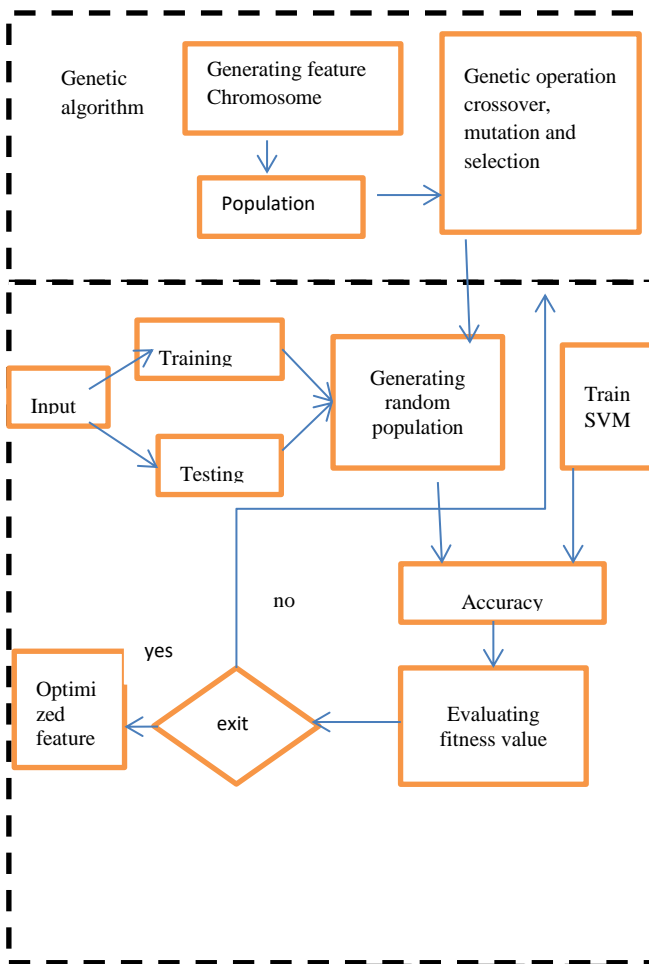 Genetic
algorithm
Generating feature
Chromosome
Genetic operation
crossover,
mutation and
selection
Population
Training
Input
Testing
Generating
random
population
Train
SVM
no
Accuracy
yes
Optimi
zed
feature
exit
Evaluating
fitness value